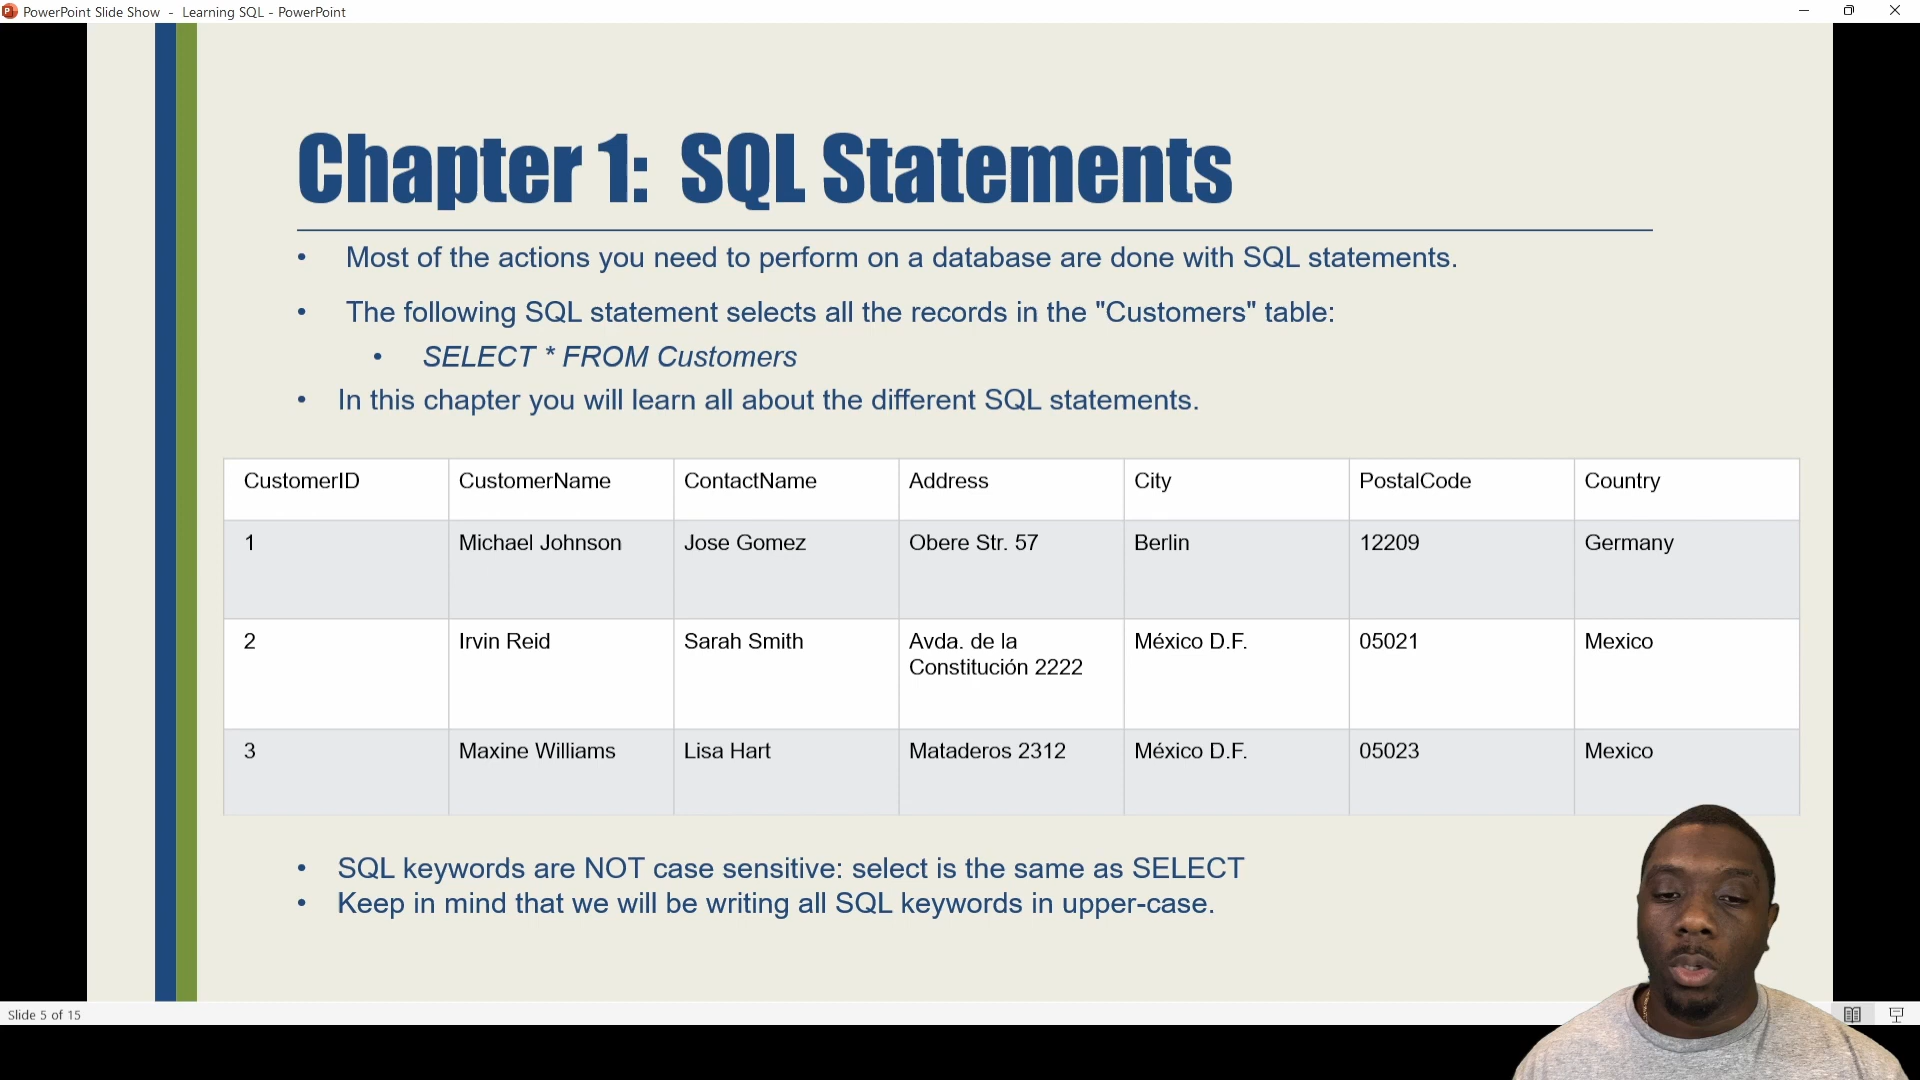 PowerPoint Slide Show - Learning SQL - PowerPoint
Chapter 1: SQL Statements
• Most of the actions you need to perform on a database are done with SQL statements.
• The following SQL statement selects all the records in the "Customers" table:
• SELECT * FROM Customers
• In this chapter you will learn all about the different SQL statements.
CustomerID CustomerName ContactName Address City PostalCode Country
1 Michael Johnson Jose Gomez Obere Str. 57 Berlin 12209 Germany
2 Irvin Reid Sarah Smith Avda. de la México D.F. 05021 Mexico
Constitución 2222
3 Maxine Williams Lisa Hart Mataderos 2312 México D.F. 05023 Mexico
• SQL keywords are NOT case sensitive: select is the same as SELECT
• Keep in mind that we will be writing all SQL keywords in upper-case.
Slide 5 of 15